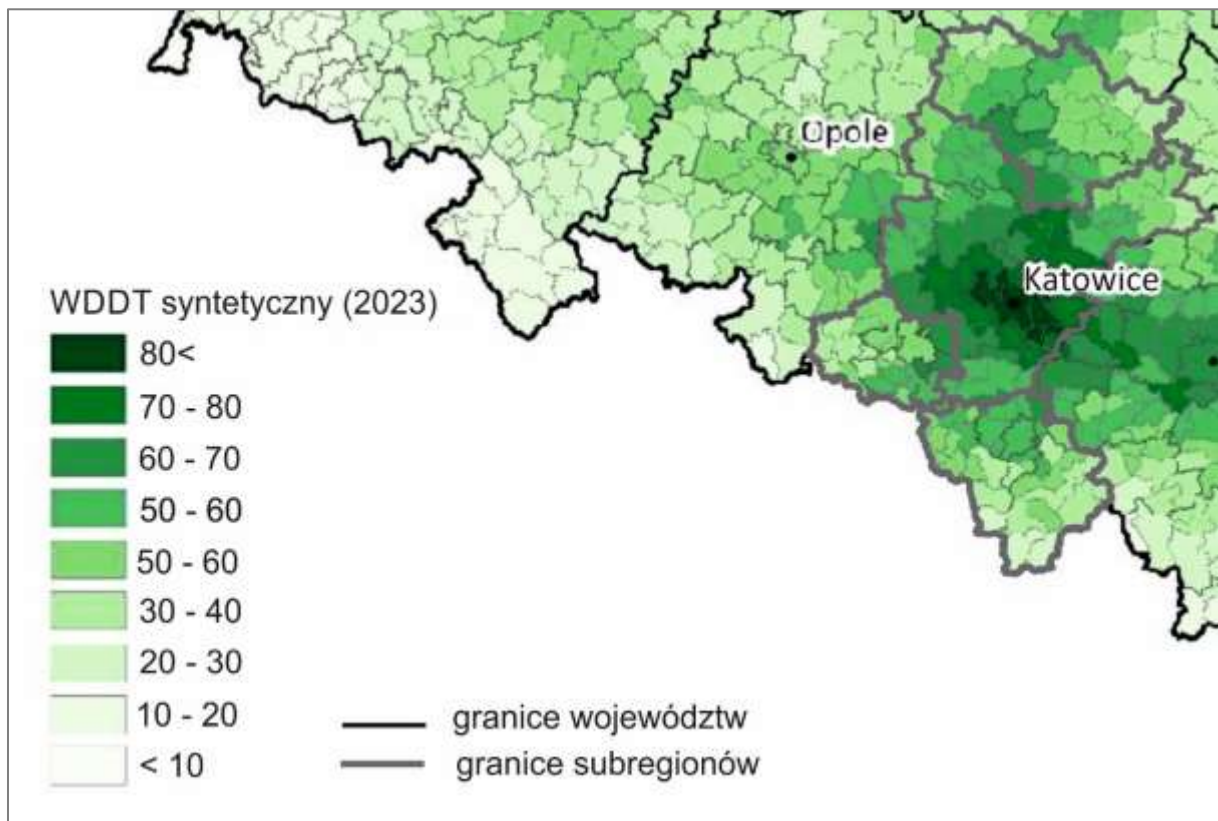 Opole
Katowice
WDDT syntetyczny (2023)
80<
70 - 80
60 - 70
50 - 60
50 - 60
30 - 40
20 - 30
10 - 20
< 10
granice województw
granice subregionów